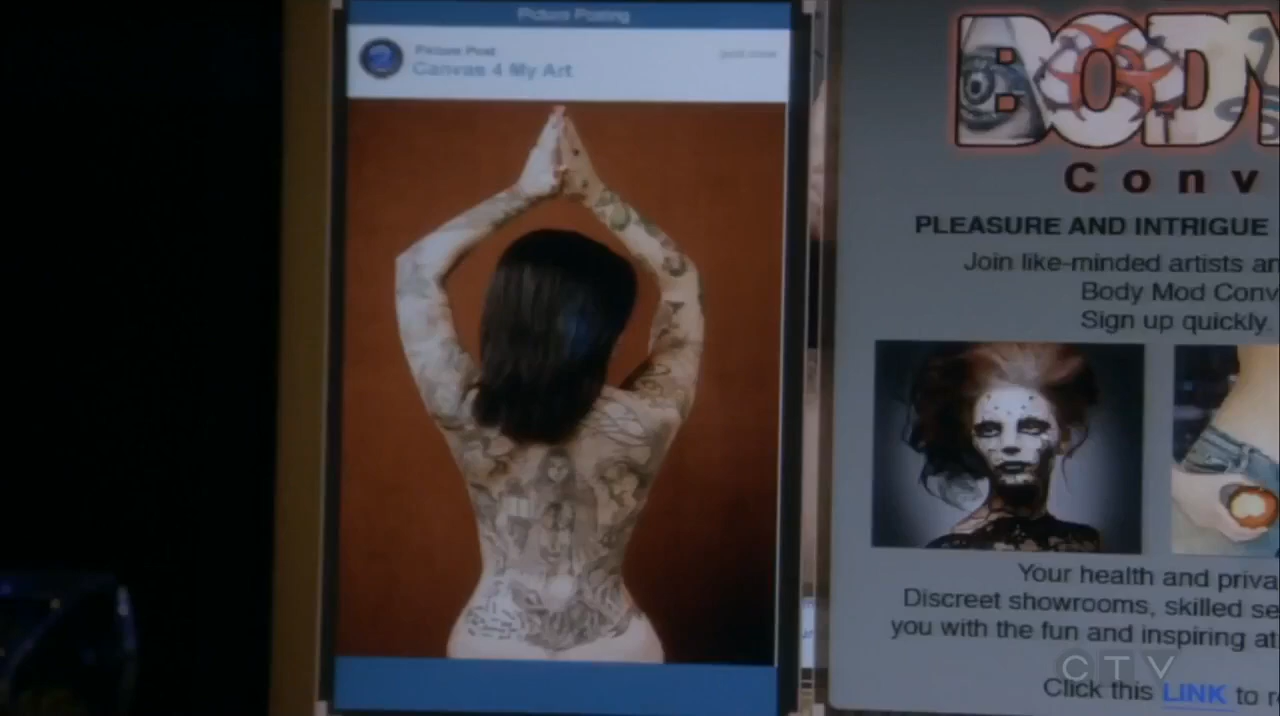 Picture Posting
Picture Post
Canvas 4 My Art
just now
BODY
Conv
PLEASURE AND INTRIGUE
Join like-minded artists an
Body Mod Conv
Sign up quickly.
Your health and priva
Discreet showrooms, skilled se
you with the fun and inspiring at
Click this LINK to r
CTV